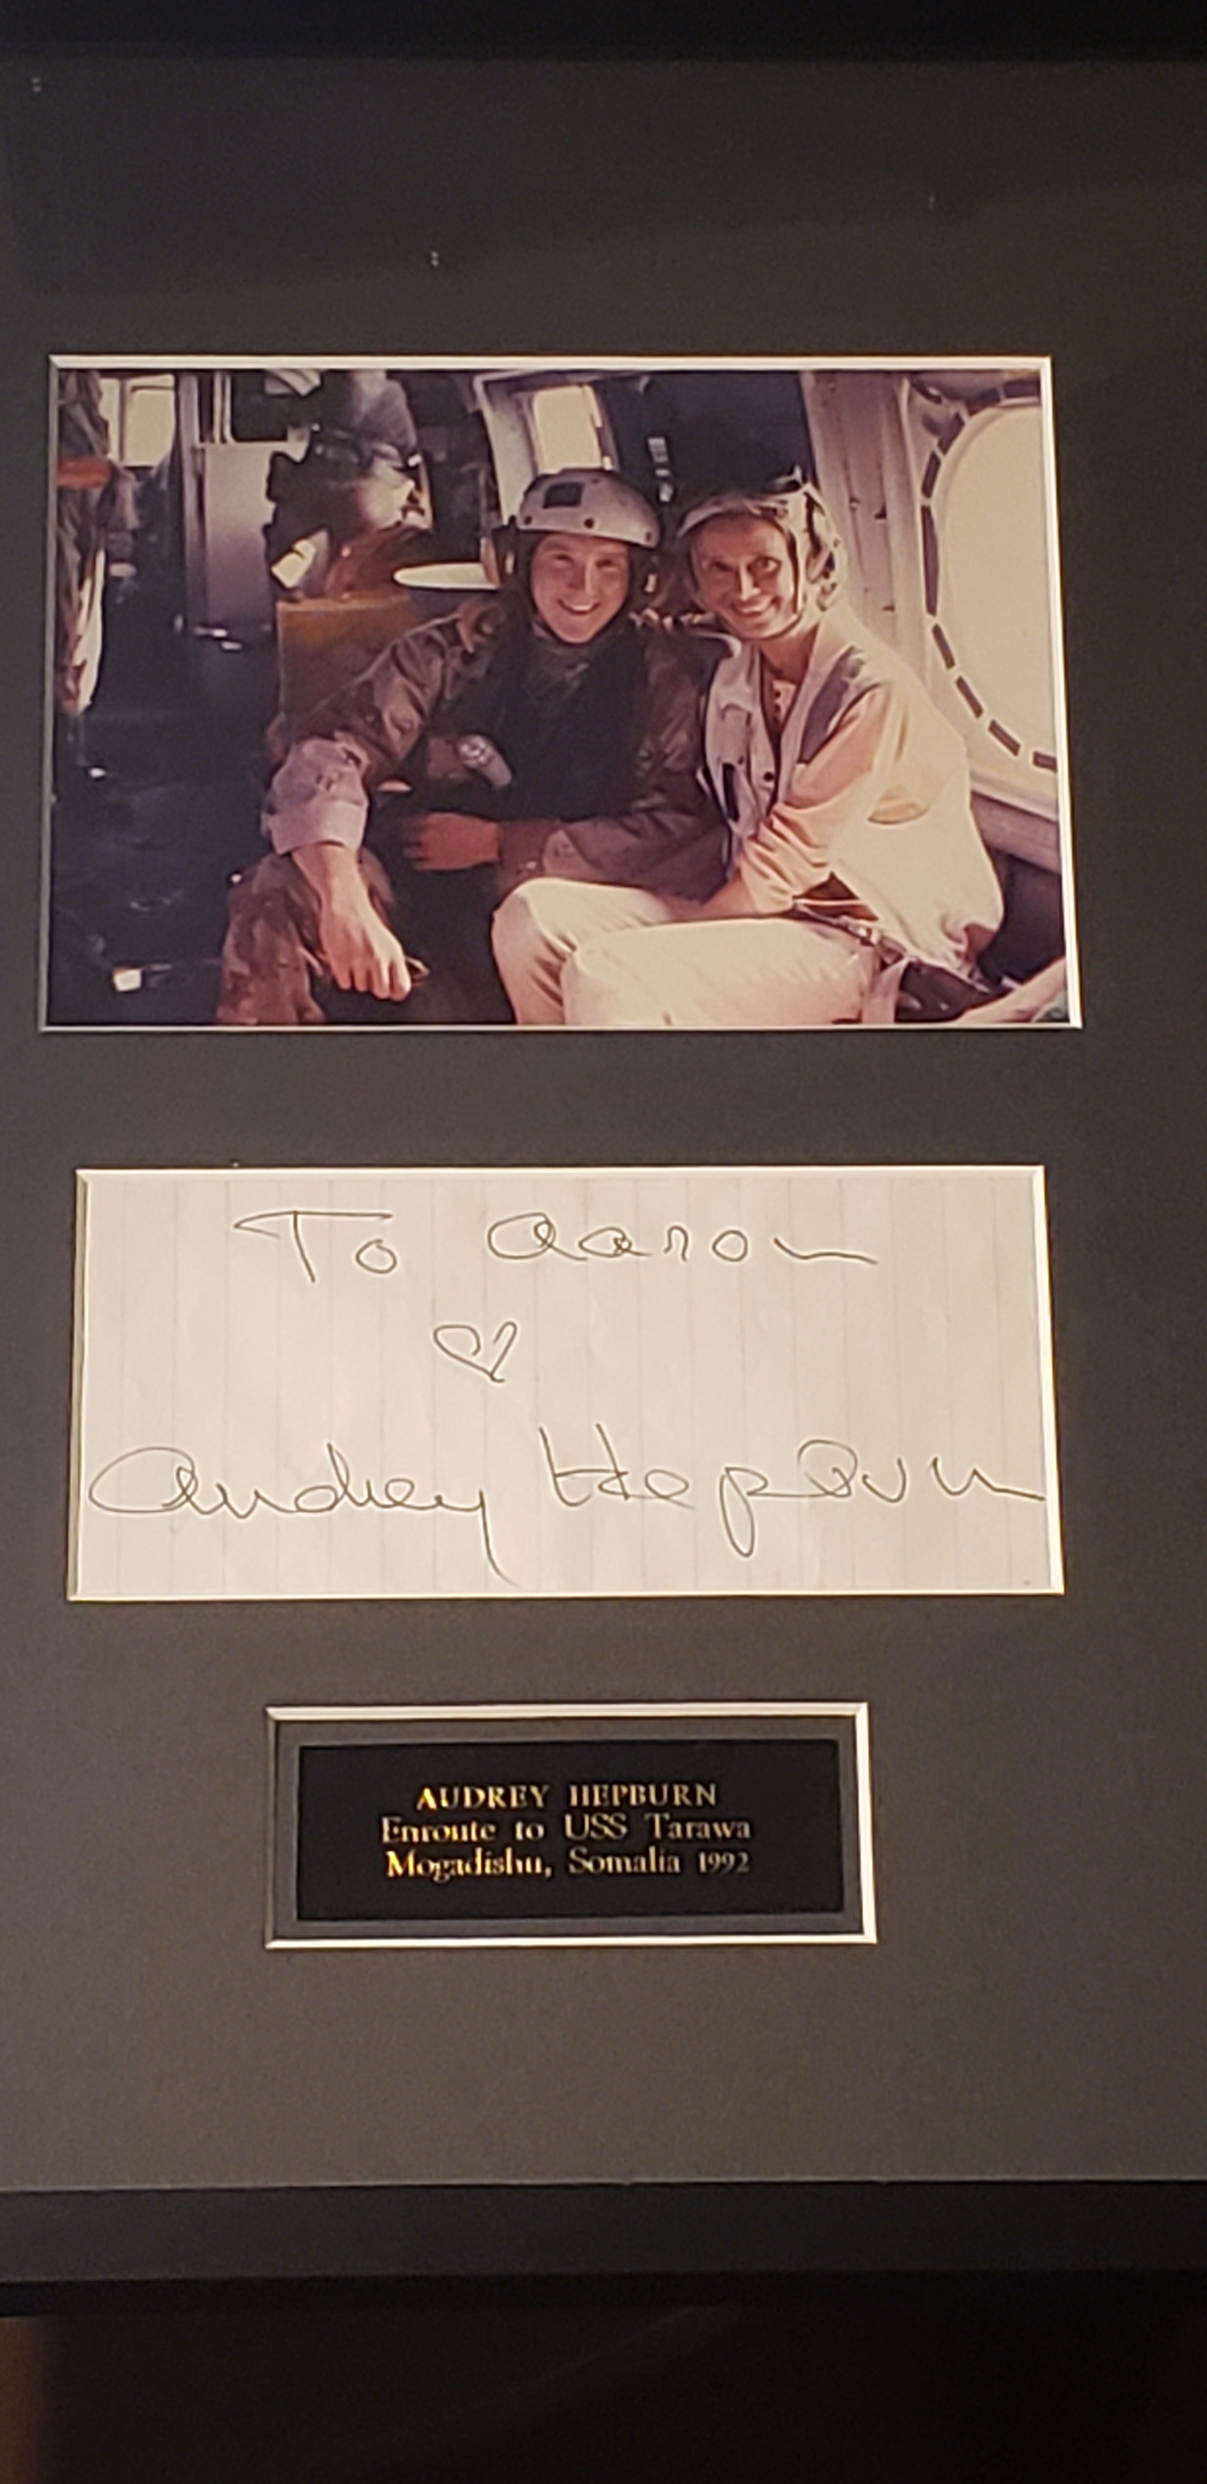 To aaron
♡
audrey Hepburn
AUDREY HEPBURN
Enroute to USS Tarawa
Mogadishu, Somalia 1992